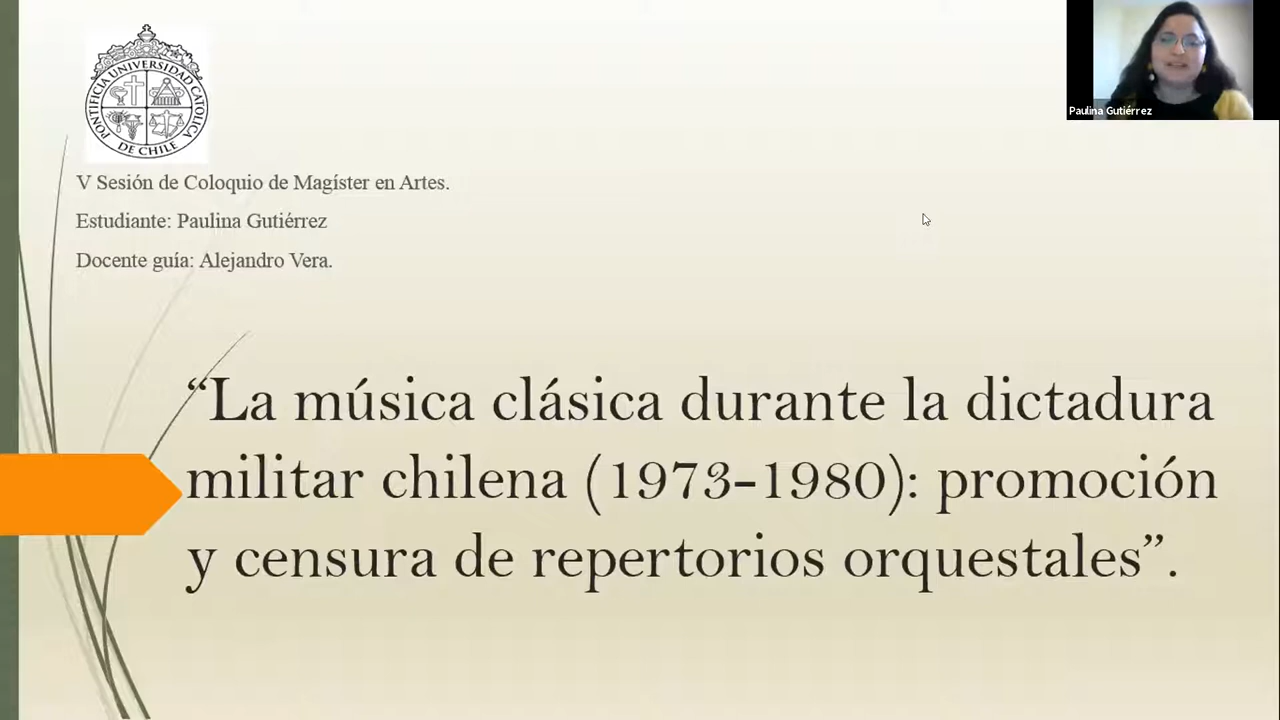 PONTIFICIA UNIVERSIDAD CATOLICA
DE CHILE
Paulina Gutiérrez
V Sesión de Coloquio de Magíster en Artes.
Estudiante: Paulina Gutiérrez
Docente guía: Alejandro Vera.
“La música clásica durante la dictadura
militar chilena (1973-1980): promoción
y censura de repertorios orquestales”.